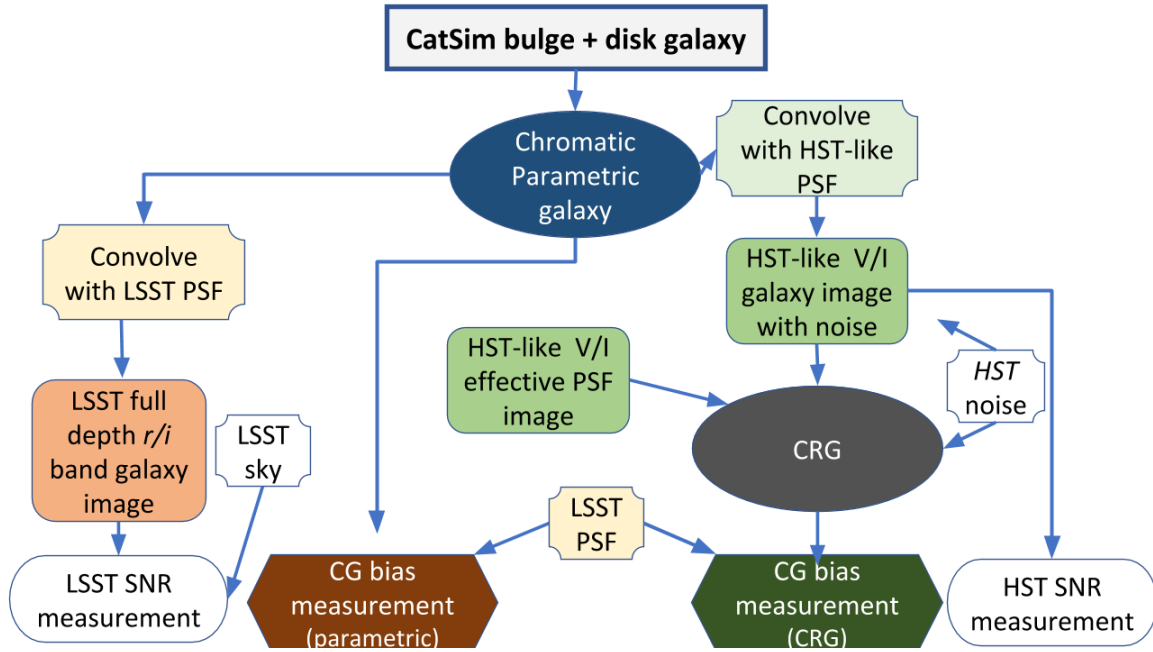 CatSim bulge + disk galaxy
Chromatic
Parametric
galaxy
Convolve
with HST-like
PSF
Convolve
with LSST PSF
HST-like V/I
galaxy image
with noise
HST-like V/I
effective PSF
image
HST
noise
LSST full
depth r/i
band galaxy
image
LSST
sky
CRG
LSST
PSF
LSST SNR
measurement
CG bias
measurement
(parametric)
CG bias
measurement
(CRG)
HST SNR
measurement